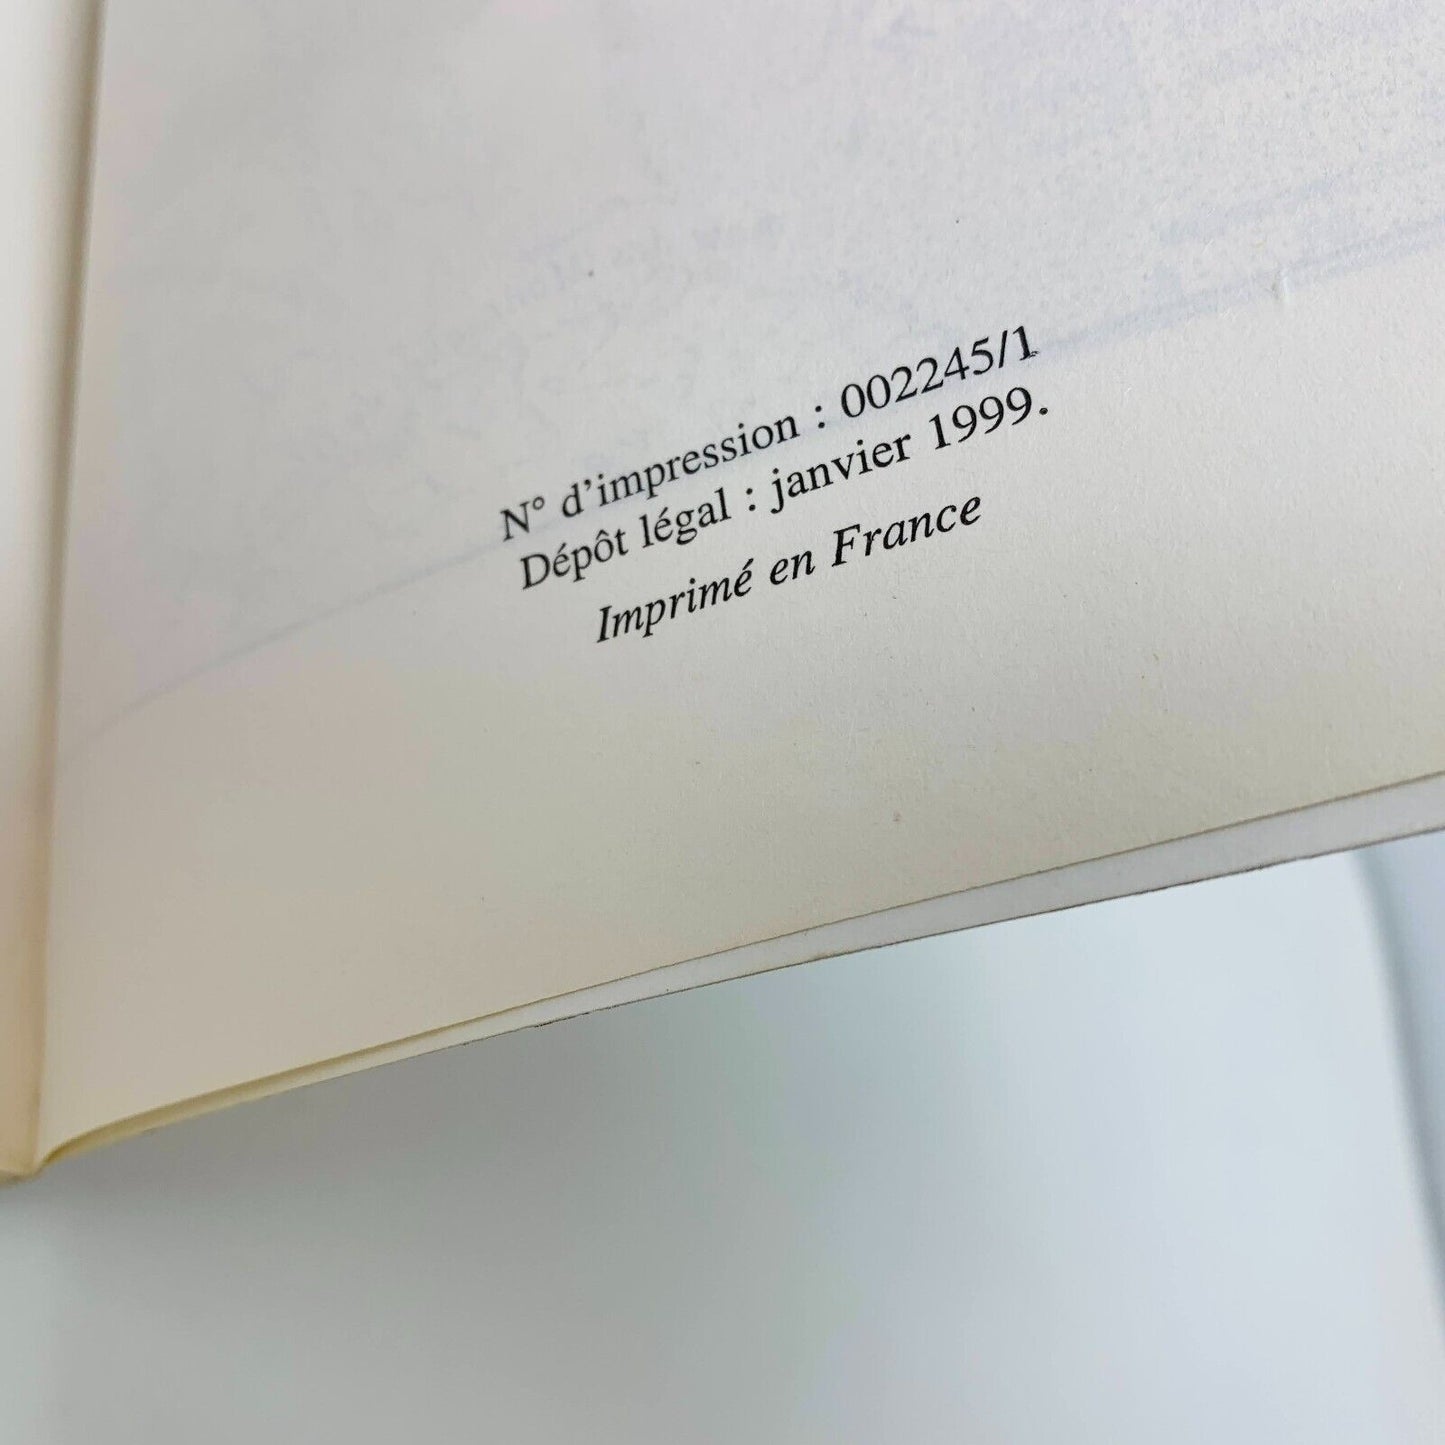 N° d'impression : 002245/1
Dépôt légal : janvier 1999.
Imprimé en France